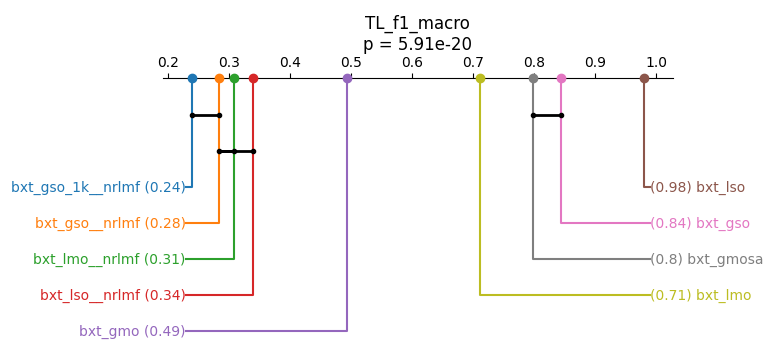 TL_f1_macro
p = 5.91e-20
0.2 0.3 0.4 0.5 0.6 0.7 0.8 0.9 1.0
bxt_gso_1k__nrlmf (0.24) (0.98) bxt_lso
bxt_gso__nrlmf (0.28) (0.84) bxt_gso
bxt_lmo__nrlmf (0.31) (0.8) bxt_gmosa
bxt_lso__nrlmf (0.34) (0.71) bxt_lmo
bxt_gmo (0.49)